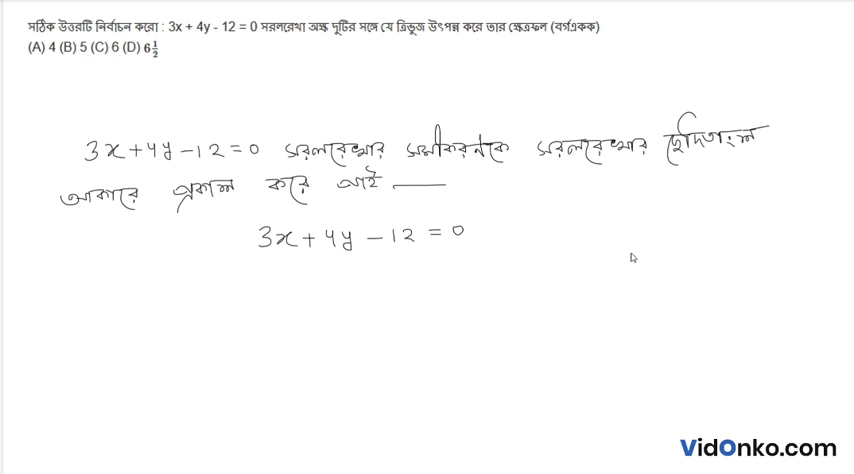 সঠিক উত্তরটি নির্বাচন করো : 3x + 4y - 12 = 0 সরলরেখা অক্ষ দুটির সঙ্গে যে ত্রিভুজ উৎপন্ন করে তার ক্ষেত্রফল (বর্গএকক)
(A) 4 (B) 5 (C) 6 (D) 6½
3x + 4y - 12 = 0 সরলরেখার সমীকরণকে সরলরেখার ছেদিতাংশ
আকারে প্রকাশ করে পাই ——
3x + 4y - 12 = 0
VidOnko.com